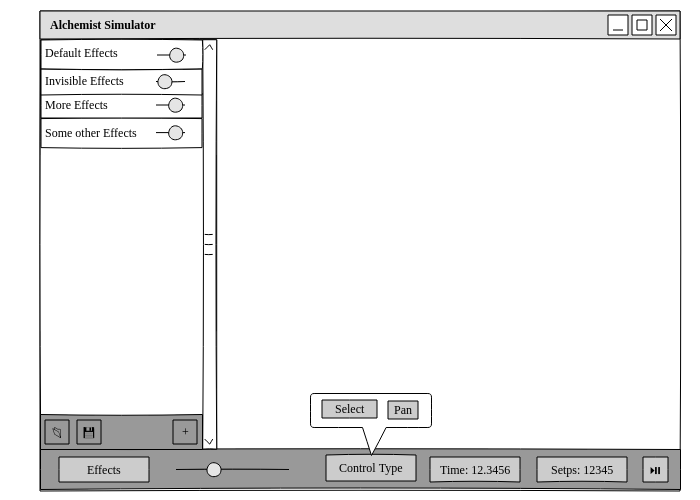 Alchemist Simulator
Default Effects
Invisible Effects
More Effects
Some other Effects
+
Select Pan
Effects Control Type Time: 12.3456 Setps: 12345